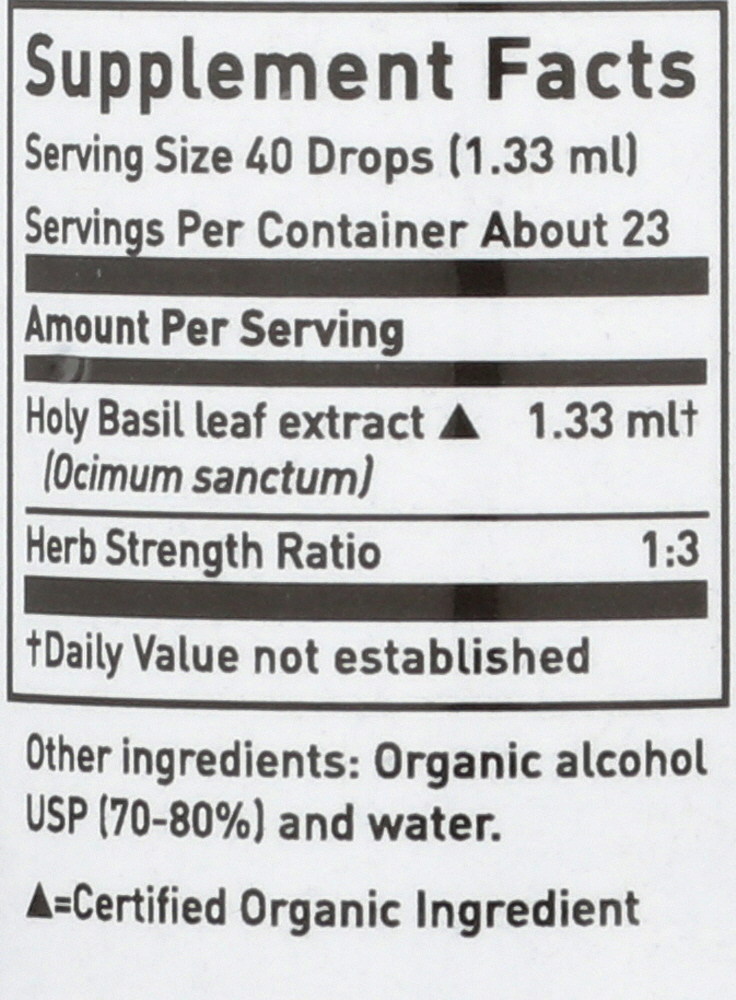 Supplement Facts
Serving Size 40 Drops (1.33 ml)
Servings Per Container About 23
Amount Per Serving
Holy Basil leaf extract ▲ 1.33 ml†
(Ocimum sanctum)
Herb Strength Ratio 1:3
†Daily Value not established
Other ingredients: Organic alcohol
USP (70-80%) and water.
▲=Certified Organic Ingredient